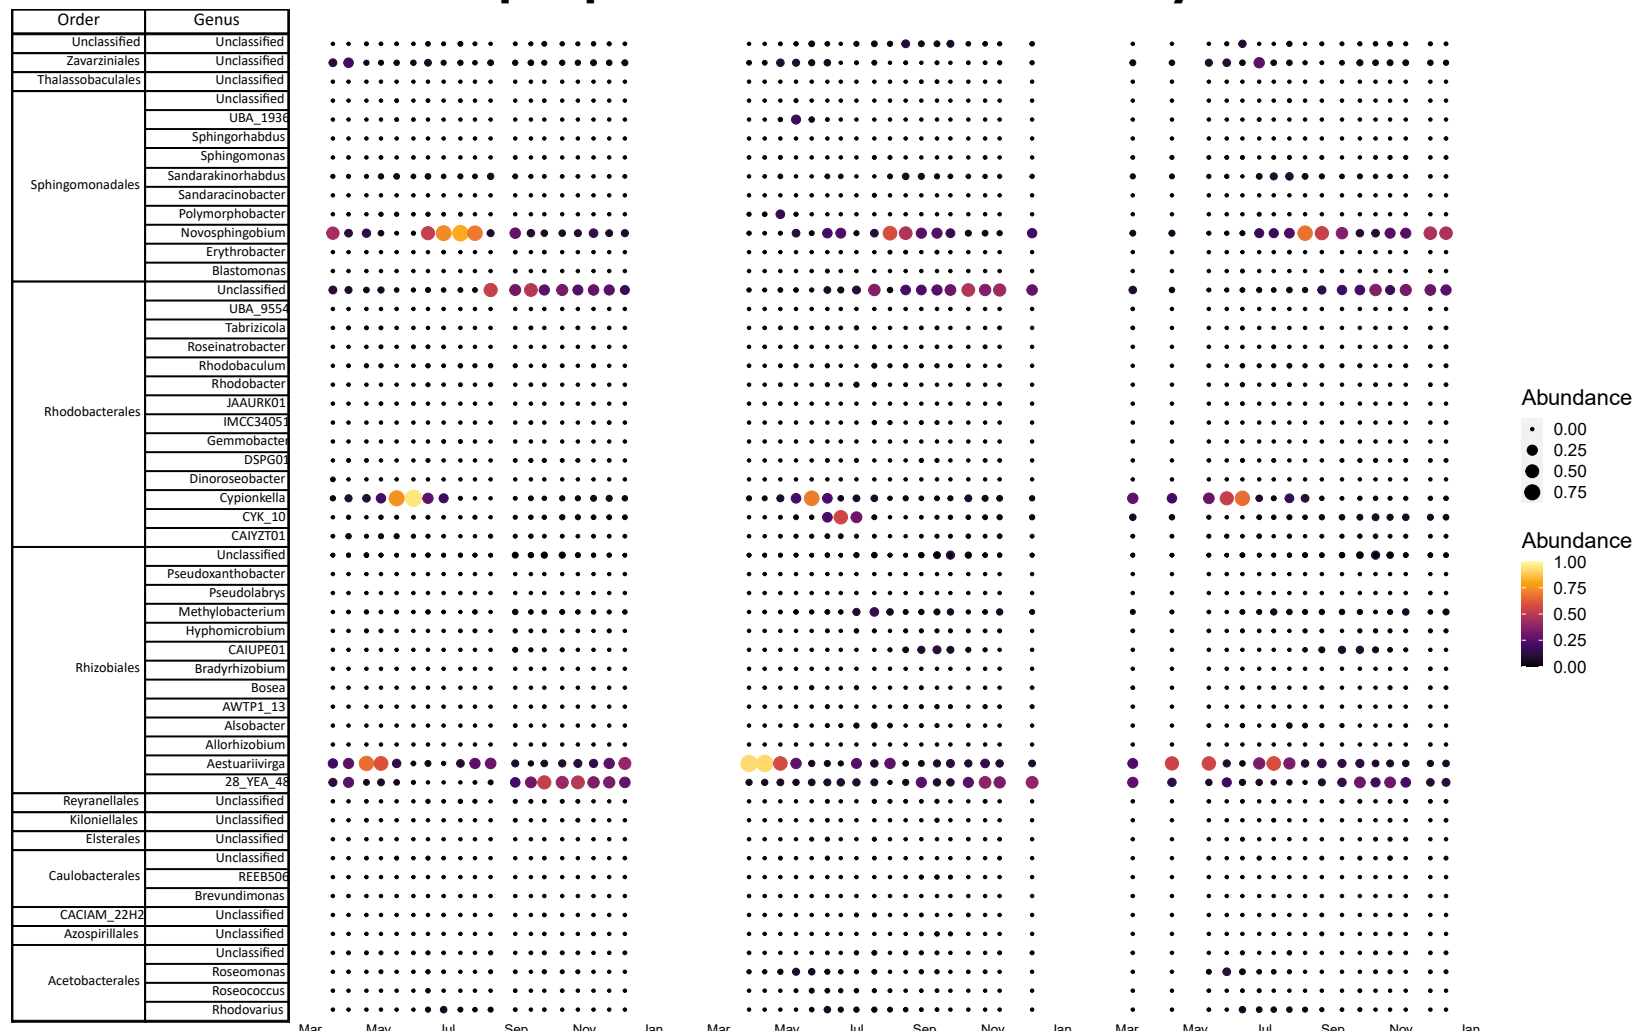 Order Genus
Unclassified Unclassified
Zavarziniales Unclassified
Thalassobaculales Unclassified
Unclassified
UBA_1936
Sphingorhabdus
Sphingomonas
Sandarakinorhabdus
Sphingomonadales
Sandaracinobacter
Polymorphobacter
Novosphingobium
Erythrobacter
Blastomonas
Unclassified
UBA_9554
Tabrizicola
Roseinatrobacter
Rhodobaculum
Rhodobacter
JAAURK01
Rhodobacterales
IMCC34051
Gemmobacter
DSPG01
Dinoroseobacter
Cypionkella
CYK_10
CAIYZT01
Unclassified
Pseudoxanthobacter
Pseudolabrys
Methylobacterium
Hyphomicrobium
CAIUPE01
Rhizobiales Bradyrhizobium
Bosea
AWTP1_13
Alsobacter
Allorhizobium
Aestuariivirga
28_YEA_48
Reyranellales Unclassified
Kiloniellales Unclassified
Elsterales Unclassified
Unclassified
Caulobacterales REEB506
Brevundimonas
CACIAM_22H2 Unclassified
Azospirillales Unclassified
Unclassified
Roseomonas
Acetobacterales
Roseococcus
Rhodovarius
Mar May Jul Sep Nov Jan Mar May Jul Sep Nov Jan Mar May Jul Sep Nov Jan
Abundance
0.00
0.25
0.50
0.75
Abundance
1.00
0.75
0.50
0.25
0.00